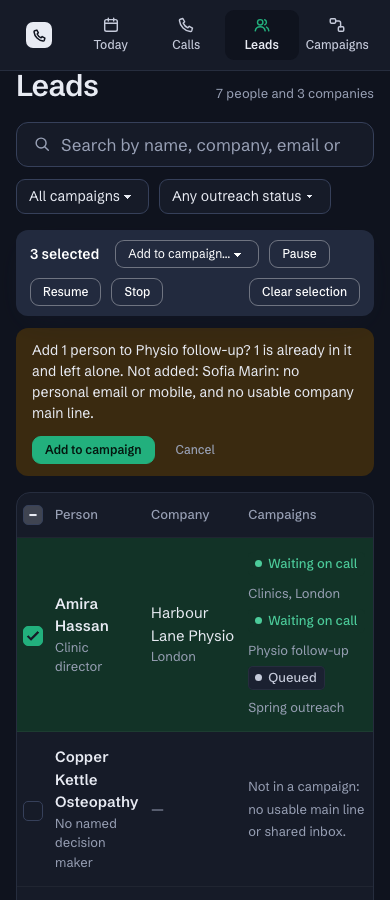 Today
Calls
Leads
Campaigns
Leads
7 people and 3 companies
Search by name, company, email or
All campaigns
Any outreach status
3 selected
Add to campaign...
Pause
Resume
Stop
Clear selection
Add 1 person to Physio follow-up? 1 is already in it
and left alone. Not added: Sofia Marin: no
personal email or mobile, and no usable company
main line.
Add to campaign
Cancel
Person
Company
Campaigns
Amira
Hassan
Clinic
director
Harbour
Lane Physio
London
Waiting on call
Clinics, London
Waiting on call
Physio follow-up
Queued
Spring outreach
Copper
Kettle
Osteopathy
No named
decision
maker
—
Not in a campaign:
no usable main line
or shared inbox.